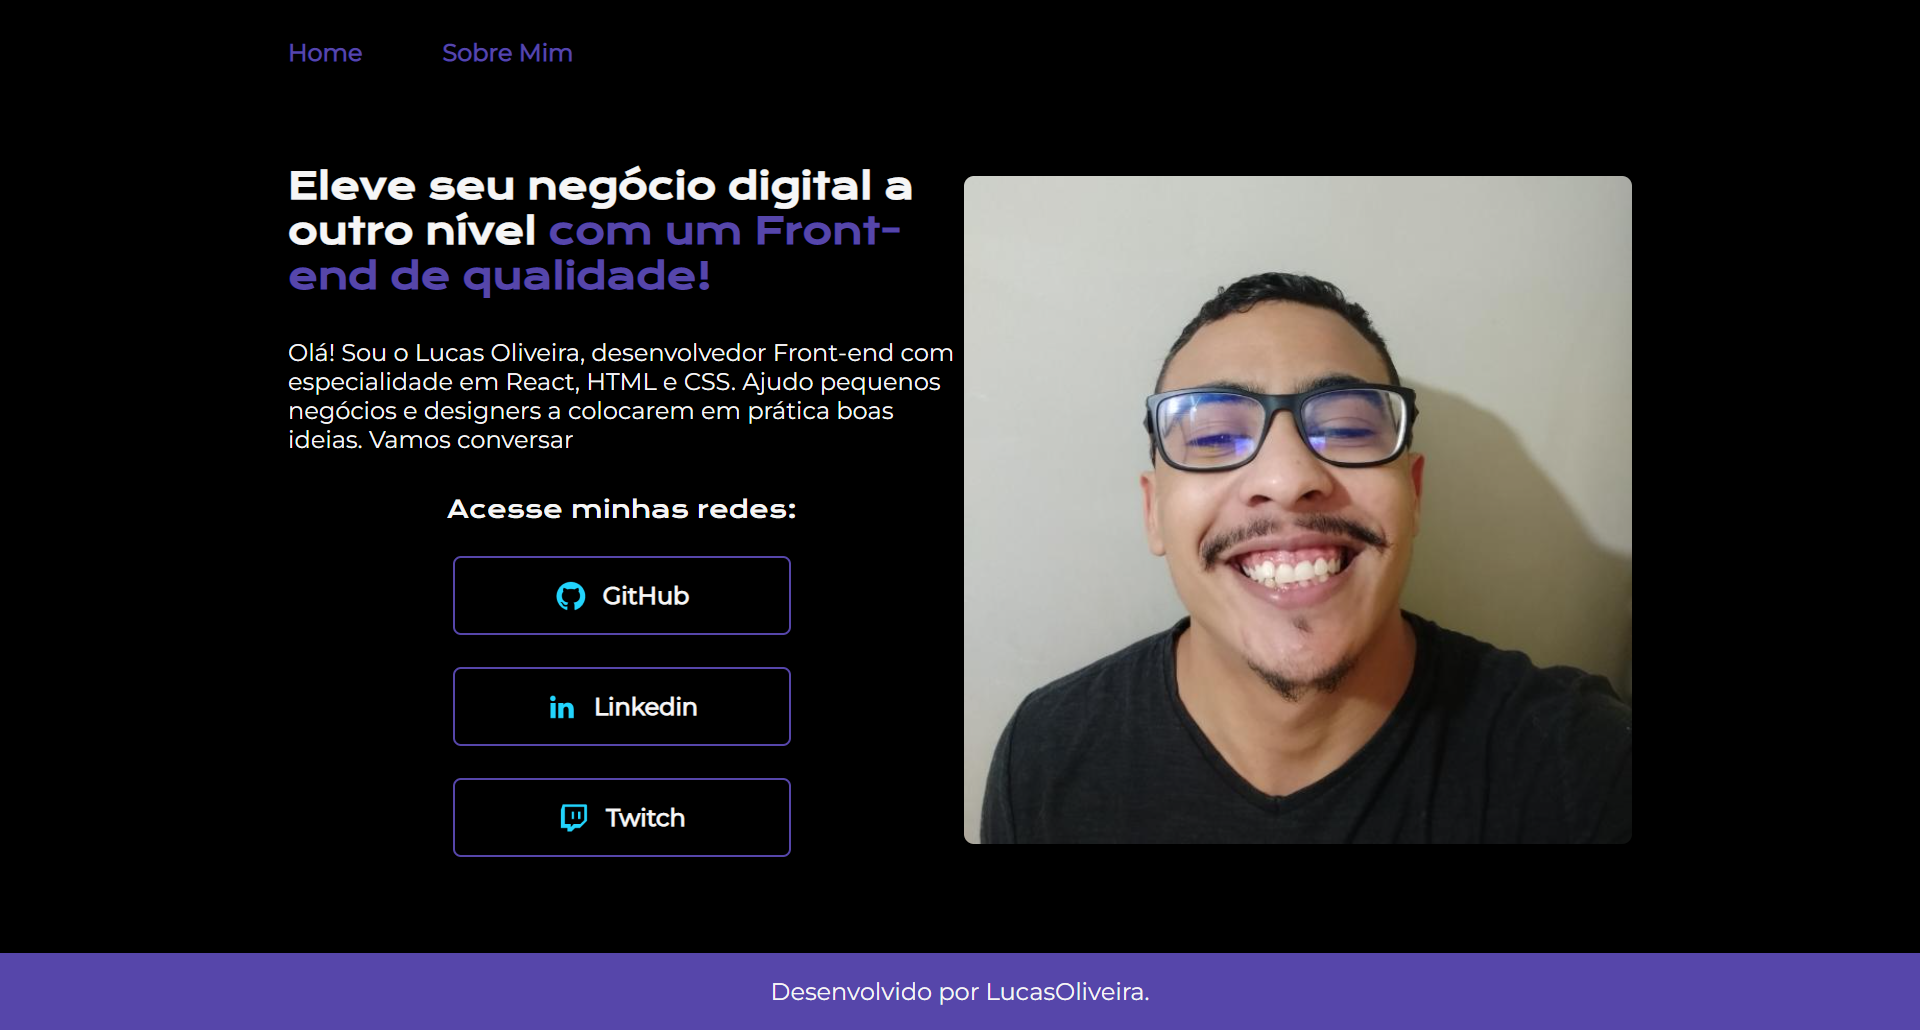 Home
Sobre Mim
Eleve seu negócio digital a
outro nível com um Front-
end de qualidade!
Olá! Sou o Lucas Oliveira, desenvolvedor Front-end com
especialidade em React, HTML e CSS. Ajudo pequenos
negócios e designers a colocarem em prática boas
ideias. Vamos conversar
Acesse minhas redes:
GitHub
Linkedin
Twitch
Desenvolvido por LucasOliveira.